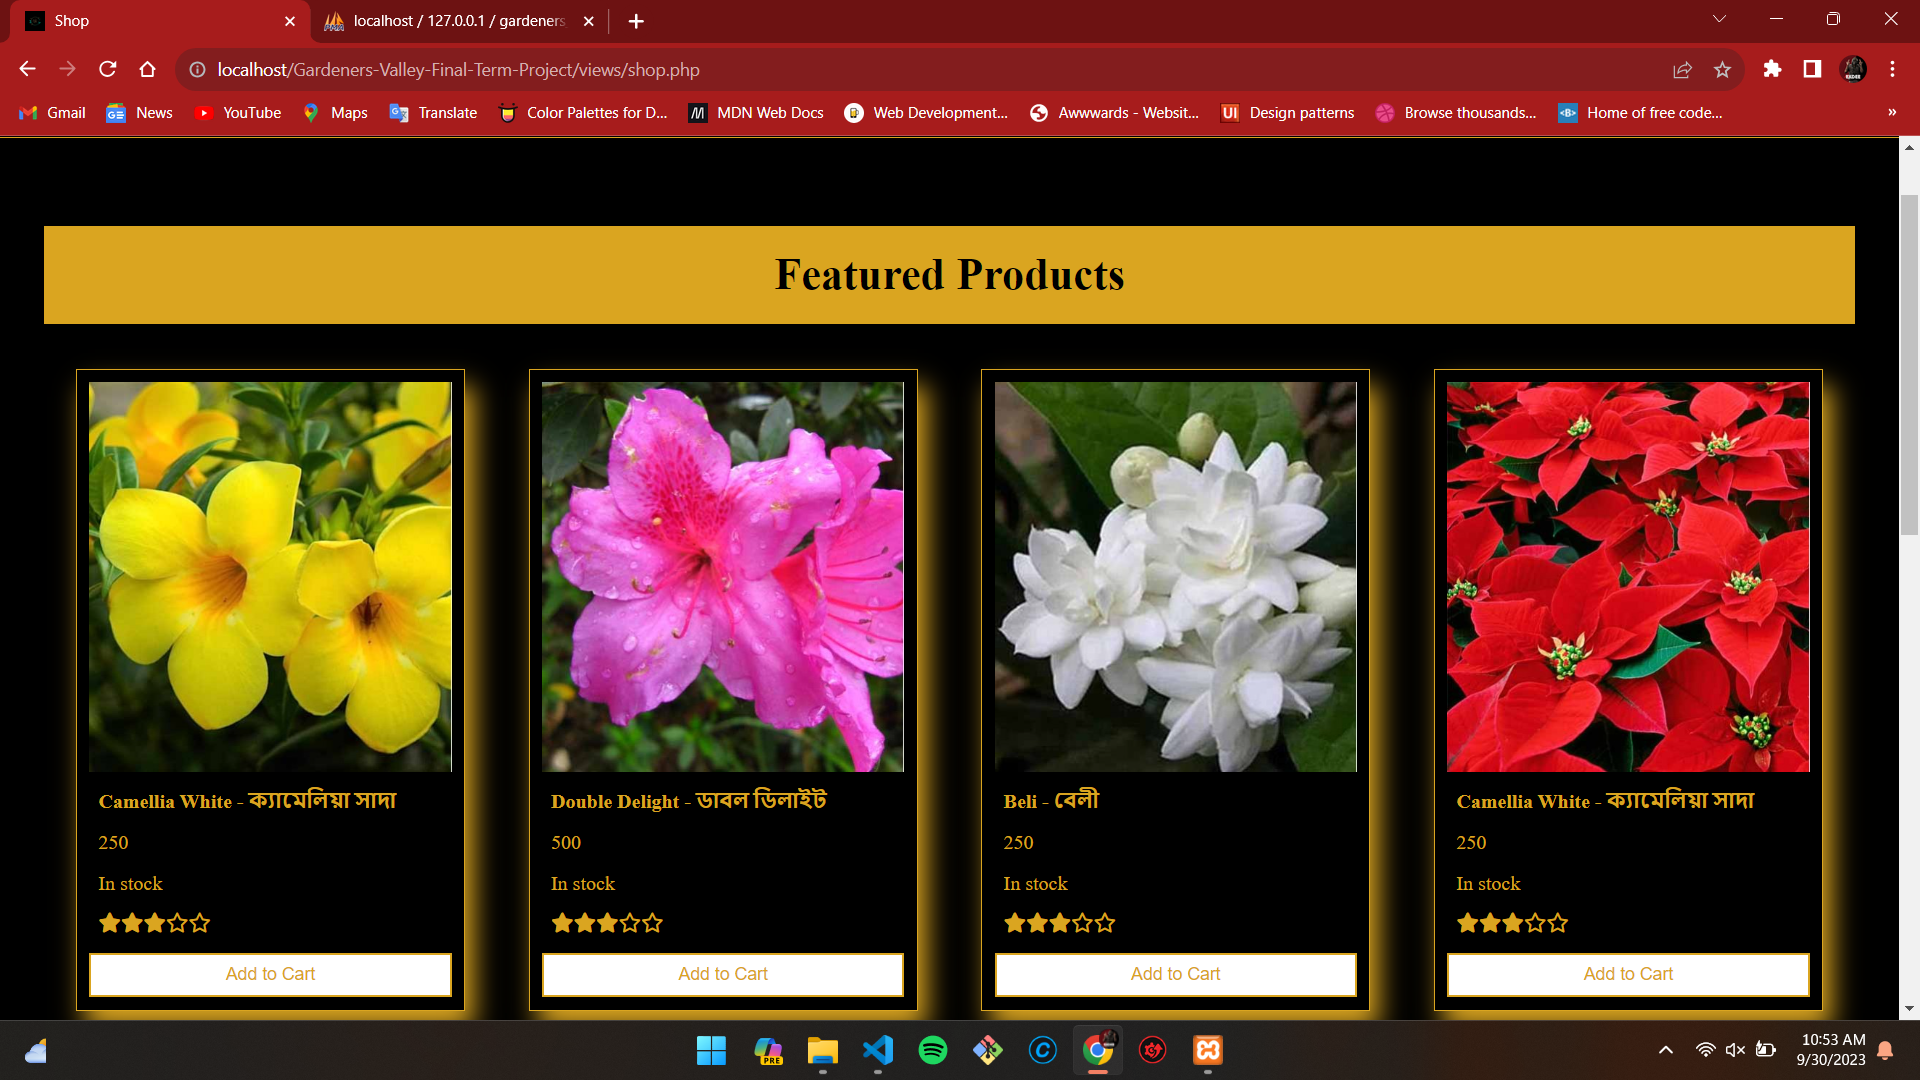 Shop
localhost / 127.0.0.1 / gardeners
localhost/Gardeners-Valley-Final-Term-Project/views/shop.php
Gmail
News
YouTube
Maps
Translate
Color Palettes for D...
MDN Web Docs
Web Development...
Awwwards - Websit...
Design patterns
Browse thousands...
Home of free code...
»
Featured Products
Camellia White - ক্যামেলিয়া সাদা
250
In stock
Add to Cart
Double Delight - ডাবল ডিলাইট
500
In stock
Add to Cart
Beli - বেলী
250
In stock
Add to Cart
Camellia White - ক্যামেলিয়া সাদা
250
In stock
Add to Cart
PRE
10:53 AM
9/30/2023